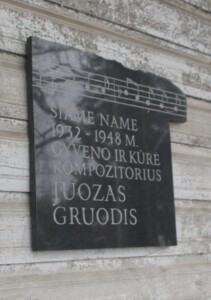 ŠIAME NAME
1932 - 1948 M.
GYVENO IR KŪRĖ
KOMPOZITORIUS
JUOZAS
GRUODIS